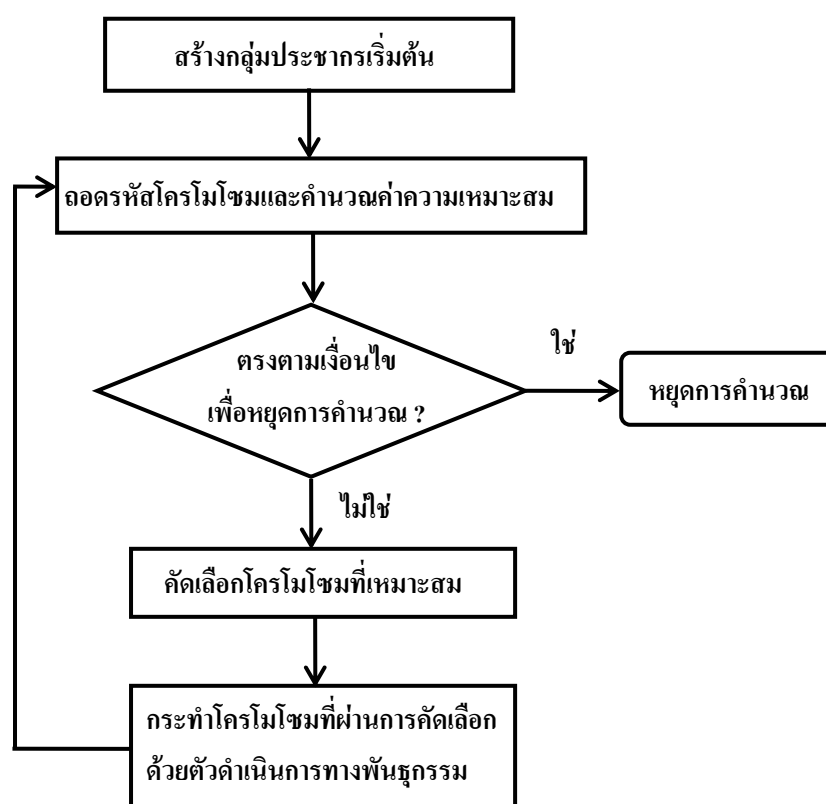 สร้างกลุ่มประชากรเริ่มต้น
ถอดรหัสโครโมโซมและคำนวณค่าความเหมาะสม
ตรงตามเงื่อนไข
เพื่อหยุดการคำนวณ ?
ใช่
หยุดการคำนวณ
ไม่ใช่
คัดเลือกโครโมโซมที่เหมาะสม
กระทำโครโมโซมที่ผ่านการคัดเลือก
ด้วยตัวดำเนินการทางพันธุกรรม